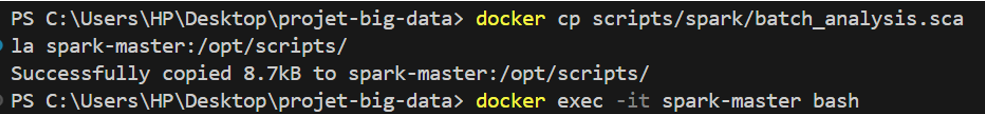 PS C:\Users\HP\Desktop\projet-big-data> docker cp scripts/spark/batch_analysis.sca
la spark-master:/opt/scripts/
Successfully copied 8.7kB to spark-master:/opt/scripts/
PS C:\Users\HP\Desktop\projet-big-data> docker exec -it spark-master bash